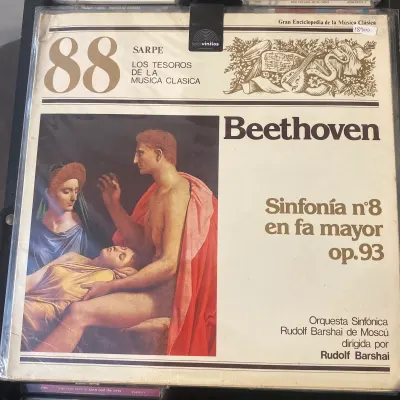 Gran Enciclopedia de la Música Clásica
88
SARPE
LOS TESOROS
DE LA
MUSICA CLASICA
vinilos
Beethoven
Sinfonía nº8
en fa mayor
op.93
Orquesta Sinfónica
Rudolf Barshai de Moscú
dirigida por
Rudolf Barshai